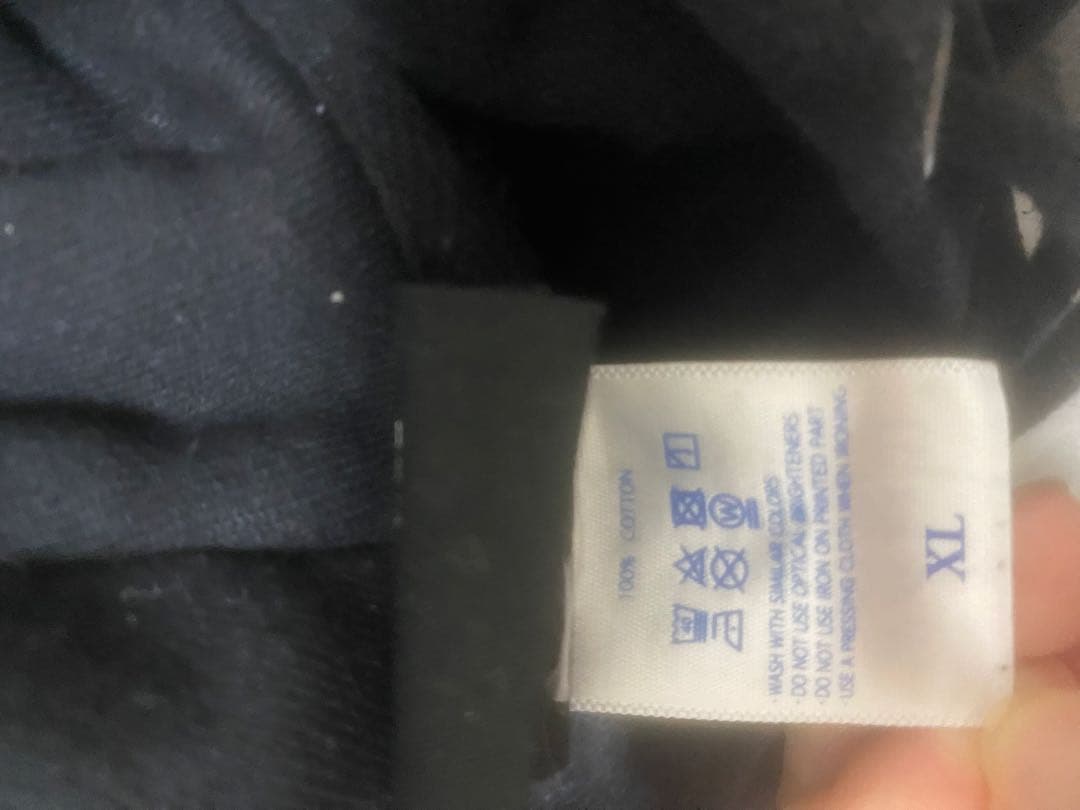 100% COTTON
40
W
·WASH WITH SIMILAR COLORS
·DO NOT USE OPTICAL BRIGHTENERS
·DO NOT USE IRON ON PRINTED PART
·USE A PRESSING CLOTH WHEN IRONING
XL